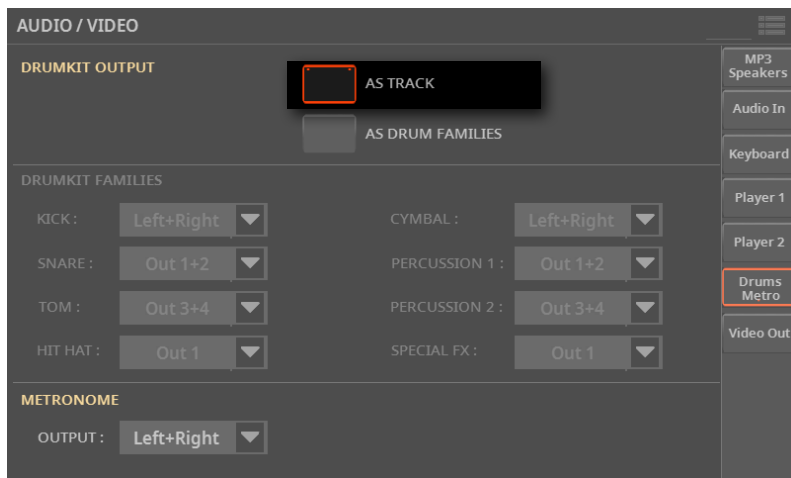 AUDIO / VIDEO
DRUMKIT OUTPUT
AS TRACK
AS DRUM FAMILIES
DRUMKIT FAMILIES
KICK : Left+Right CYMBAL : Left+Right
SNARE : Out 1+2 PERCUSSION 1 : Out 1+2
TOM : Out 3+4 PERCUSSION 2 : Out 3+4
HIT HAT : Out 1 SPECIAL FX : Out 1
METRONOME
OUTPUT : Left+Right
MP3
Speakers
Audio In
Keyboard
Player 1
Player 2
Drums
Metro
Video Out